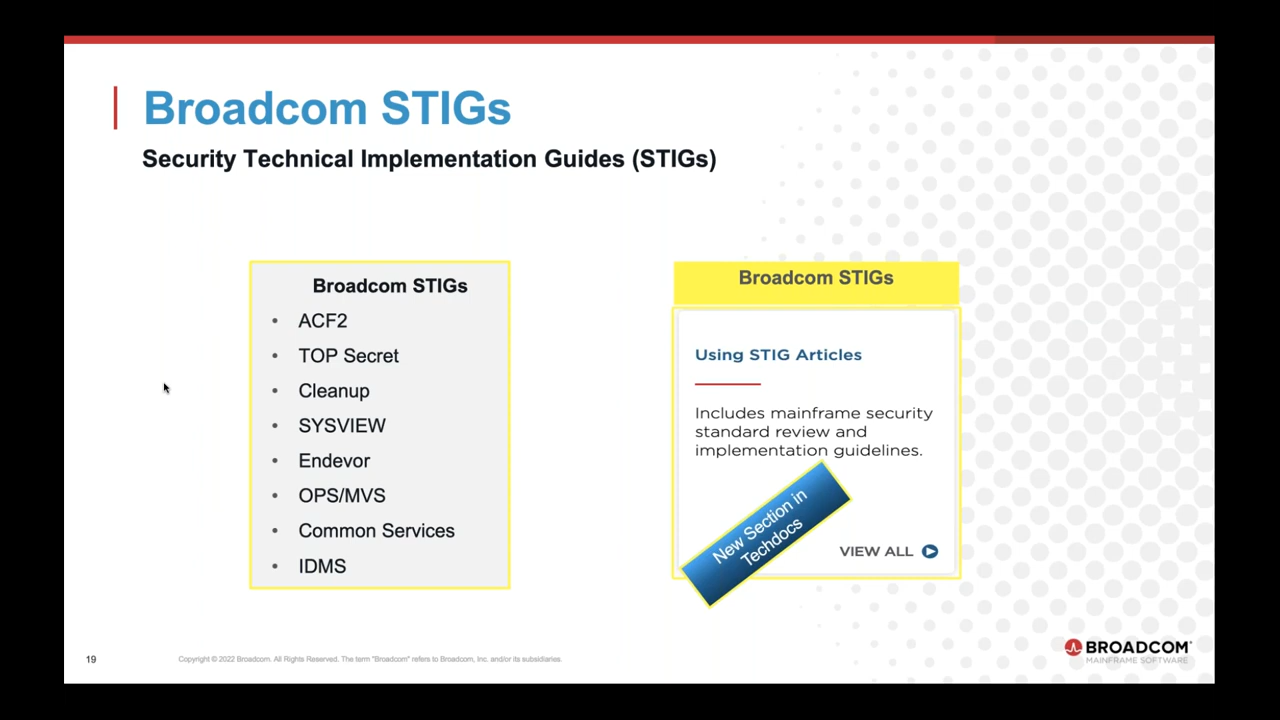 Broadcom STIGs
Security Technical Implementation Guides (STIGs)
Broadcom STIGs
• ACF2
• TOP Secret
• Cleanup
• SYSVIEW
• Endevor
• OPS/MVS
• Common Services
• IDMS
Broadcom STIGs
Using STIG Articles
Includes mainframe security
standard review and
implementation guidelines.
New Section in
Techdocs
VIEW ALL
19
Copyright © 2022 Broadcom. All Rights Reserved. The term "Broadcom" refers to Broadcom, Inc. and/or its subsidiaries.
BROADCOM®
MAINFRAME SOFTWARE